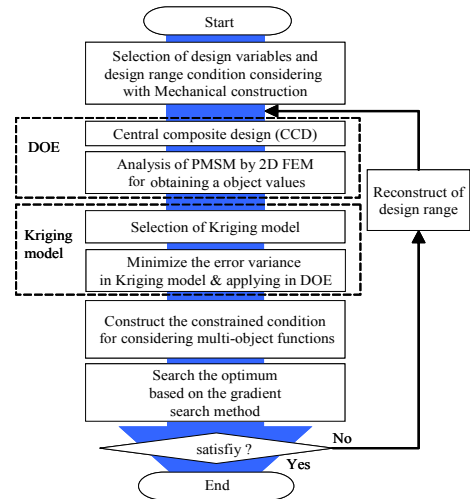 Start
Selection of design variables and
design range condition considering
with Mechanical construction
DOE
Central composite design (CCD)
Analysis of PMSM by 2D FEM
for obtaining a object values
Reconstruct of
design range
Kriging
model
Selection of Kriging model
Minimize the error variance
in Kriging model & applying in DOE
Construct the constrained condition
for considering multi-object functions
Search the optimum
based on the gradient
search method
satisfiy ?
No
Yes
End